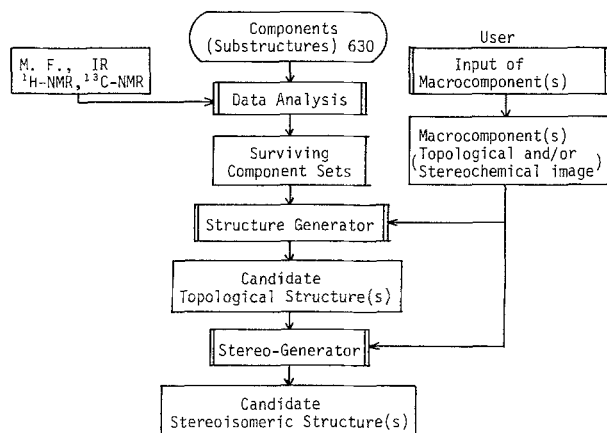 Components
(Substructures) 630
User
M. F., IR
¹H-NMR, ¹³C-NMR
Input of
Macrocomponent(s)
Data Analysis
Macrocomponent(s)
(Topological and/or
Stereochemical image)
Surviving
Component Sets
Structure Generator
Candidate
Topological Structure(s)
Stereo-Generator
Candidate
Stereoisomeric Structure(s)